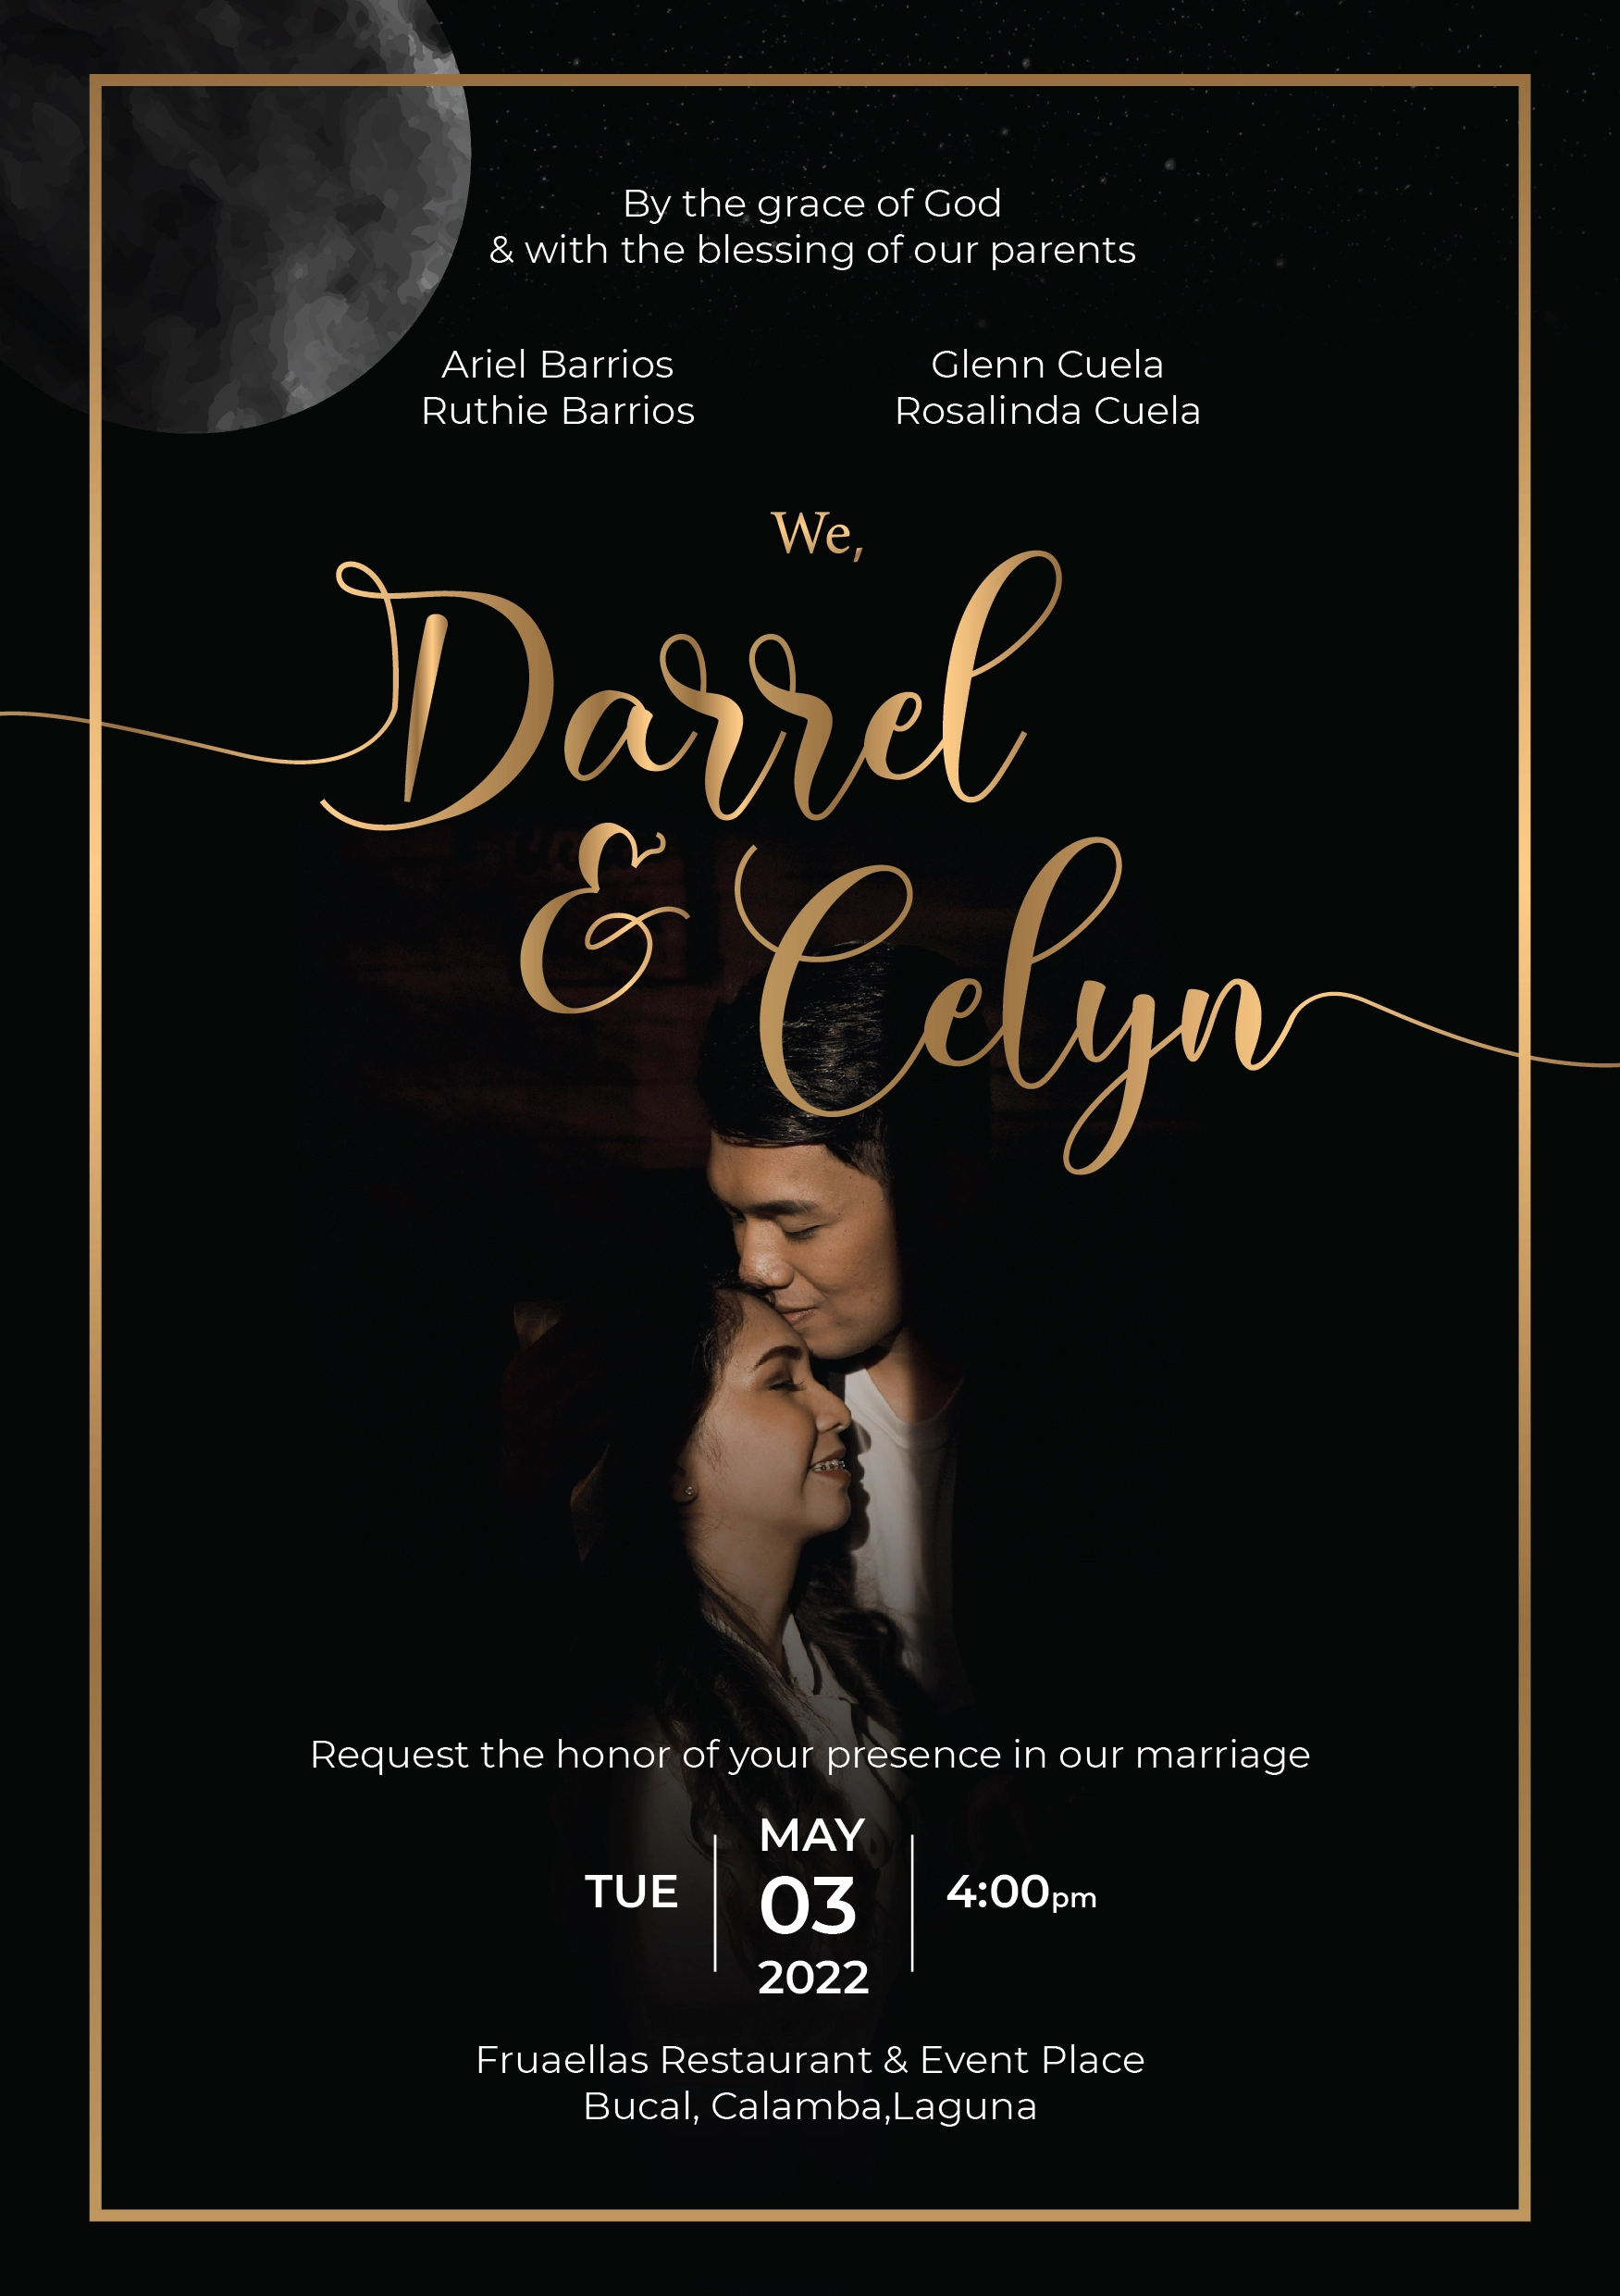 By the grace of God
& with the blessing of our parents
Ariel Barrios
Ruthie Barrios
Glenn Cuela
Rosalinda Cuela
We,
Darrel
& Celyn
Request the honor of your presence in our marriage
TUE
MAY
03
2022
4:00pm
Fruaellas Restaurant & Event Place
Bucal, Calamba,Laguna